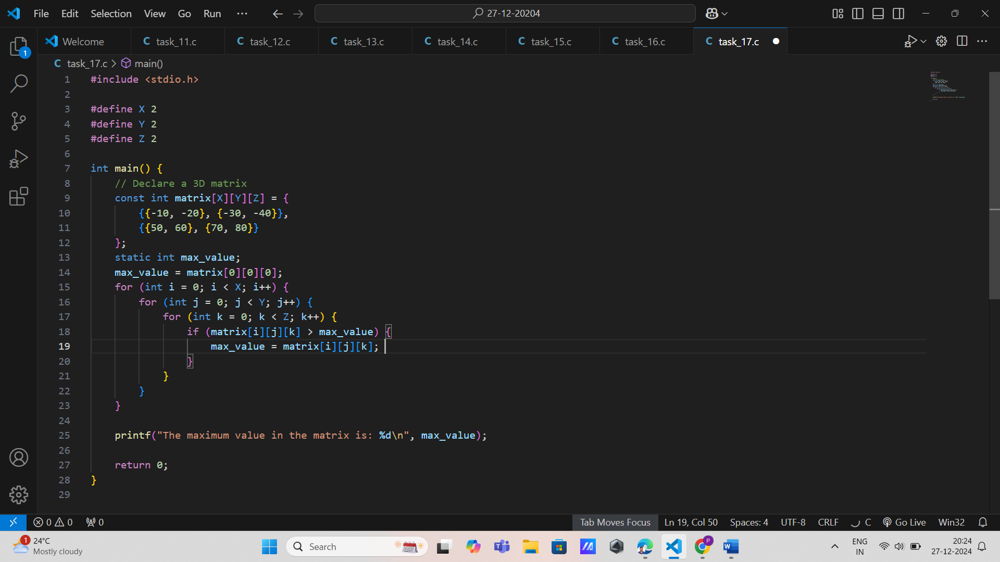 File Edit Selection View Go Run ··· 27-12-20204
Welcome C task_11.c C task_12.c C task_13.c C task_14.c C task_15.c C task_16.c C task_17.c
1
C task_17.c > main()
1 #include <stdio.h>
2
3 #define X 2
4 #define Y 2
5 #define Z 2
6
7 int main() {
8 // Declare a 3D matrix
9 const int matrix[X][Y][Z] = {
10 {{-10, -20}, {-30, -40}},
11 {{50, 60}, {70, 80}}
12 };
13 static int max_value;
14 max_value = matrix[0][0][0];
15 for (int i = 0; i < X; i++) {
16 for (int j = 0; j < Y; j++) {
17 for (int k = 0; k < Z; k++) {
18 if (matrix[i][j][k] > max_value) {
19 max_value = matrix[i][j][k];
20 }
21 }
22 }
23 }
24
25 printf("The maximum value in the matrix is: %d\n", max_value);
26
27 return 0;
28 }
29
0 0 0 Tab Moves Focus Ln 19, Col 50 Spaces: 4 UTF-8 CRLF C Go Live Win32
1 24°C Mostly cloudy Search P ENG IN 20:24 27-12-2024